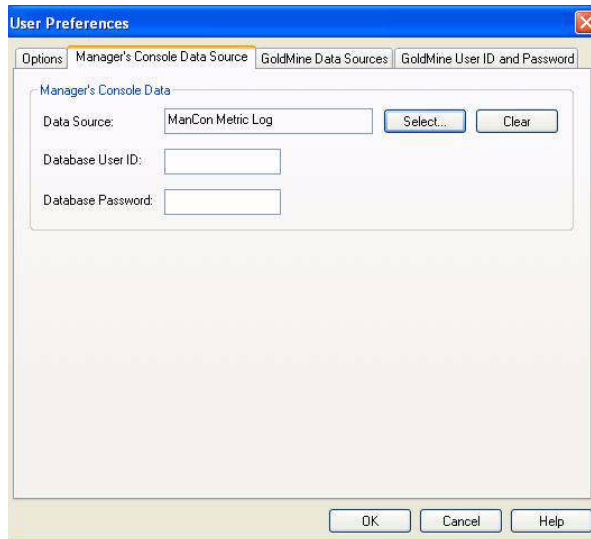 User Preferences
Options Manager's Console Data Source GoldMine Data Sources GoldMine User ID and Password
Manager's Console Data
Data Source: ManCon Metric Log Select... Clear
Database User ID:
Database Password:
OK Cancel Help